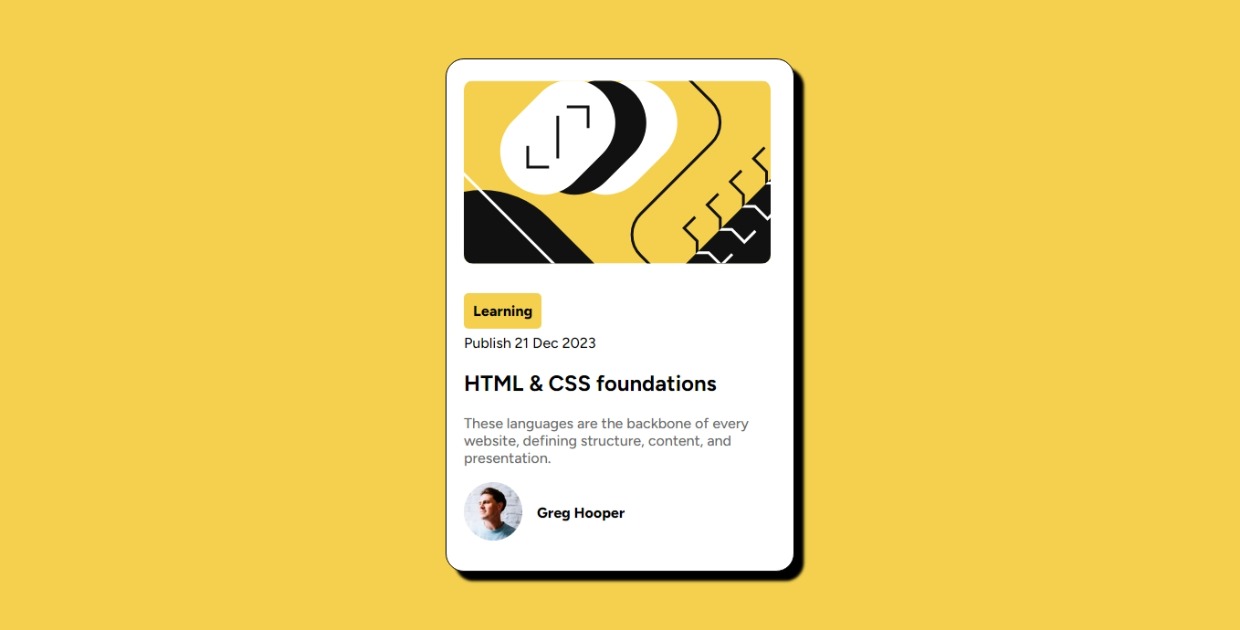 Learning
Publish 21 Dec 2023
HTML & CSS foundations
These languages are the backbone of every
website, defining structure, content, and
presentation.
Greg Hooper